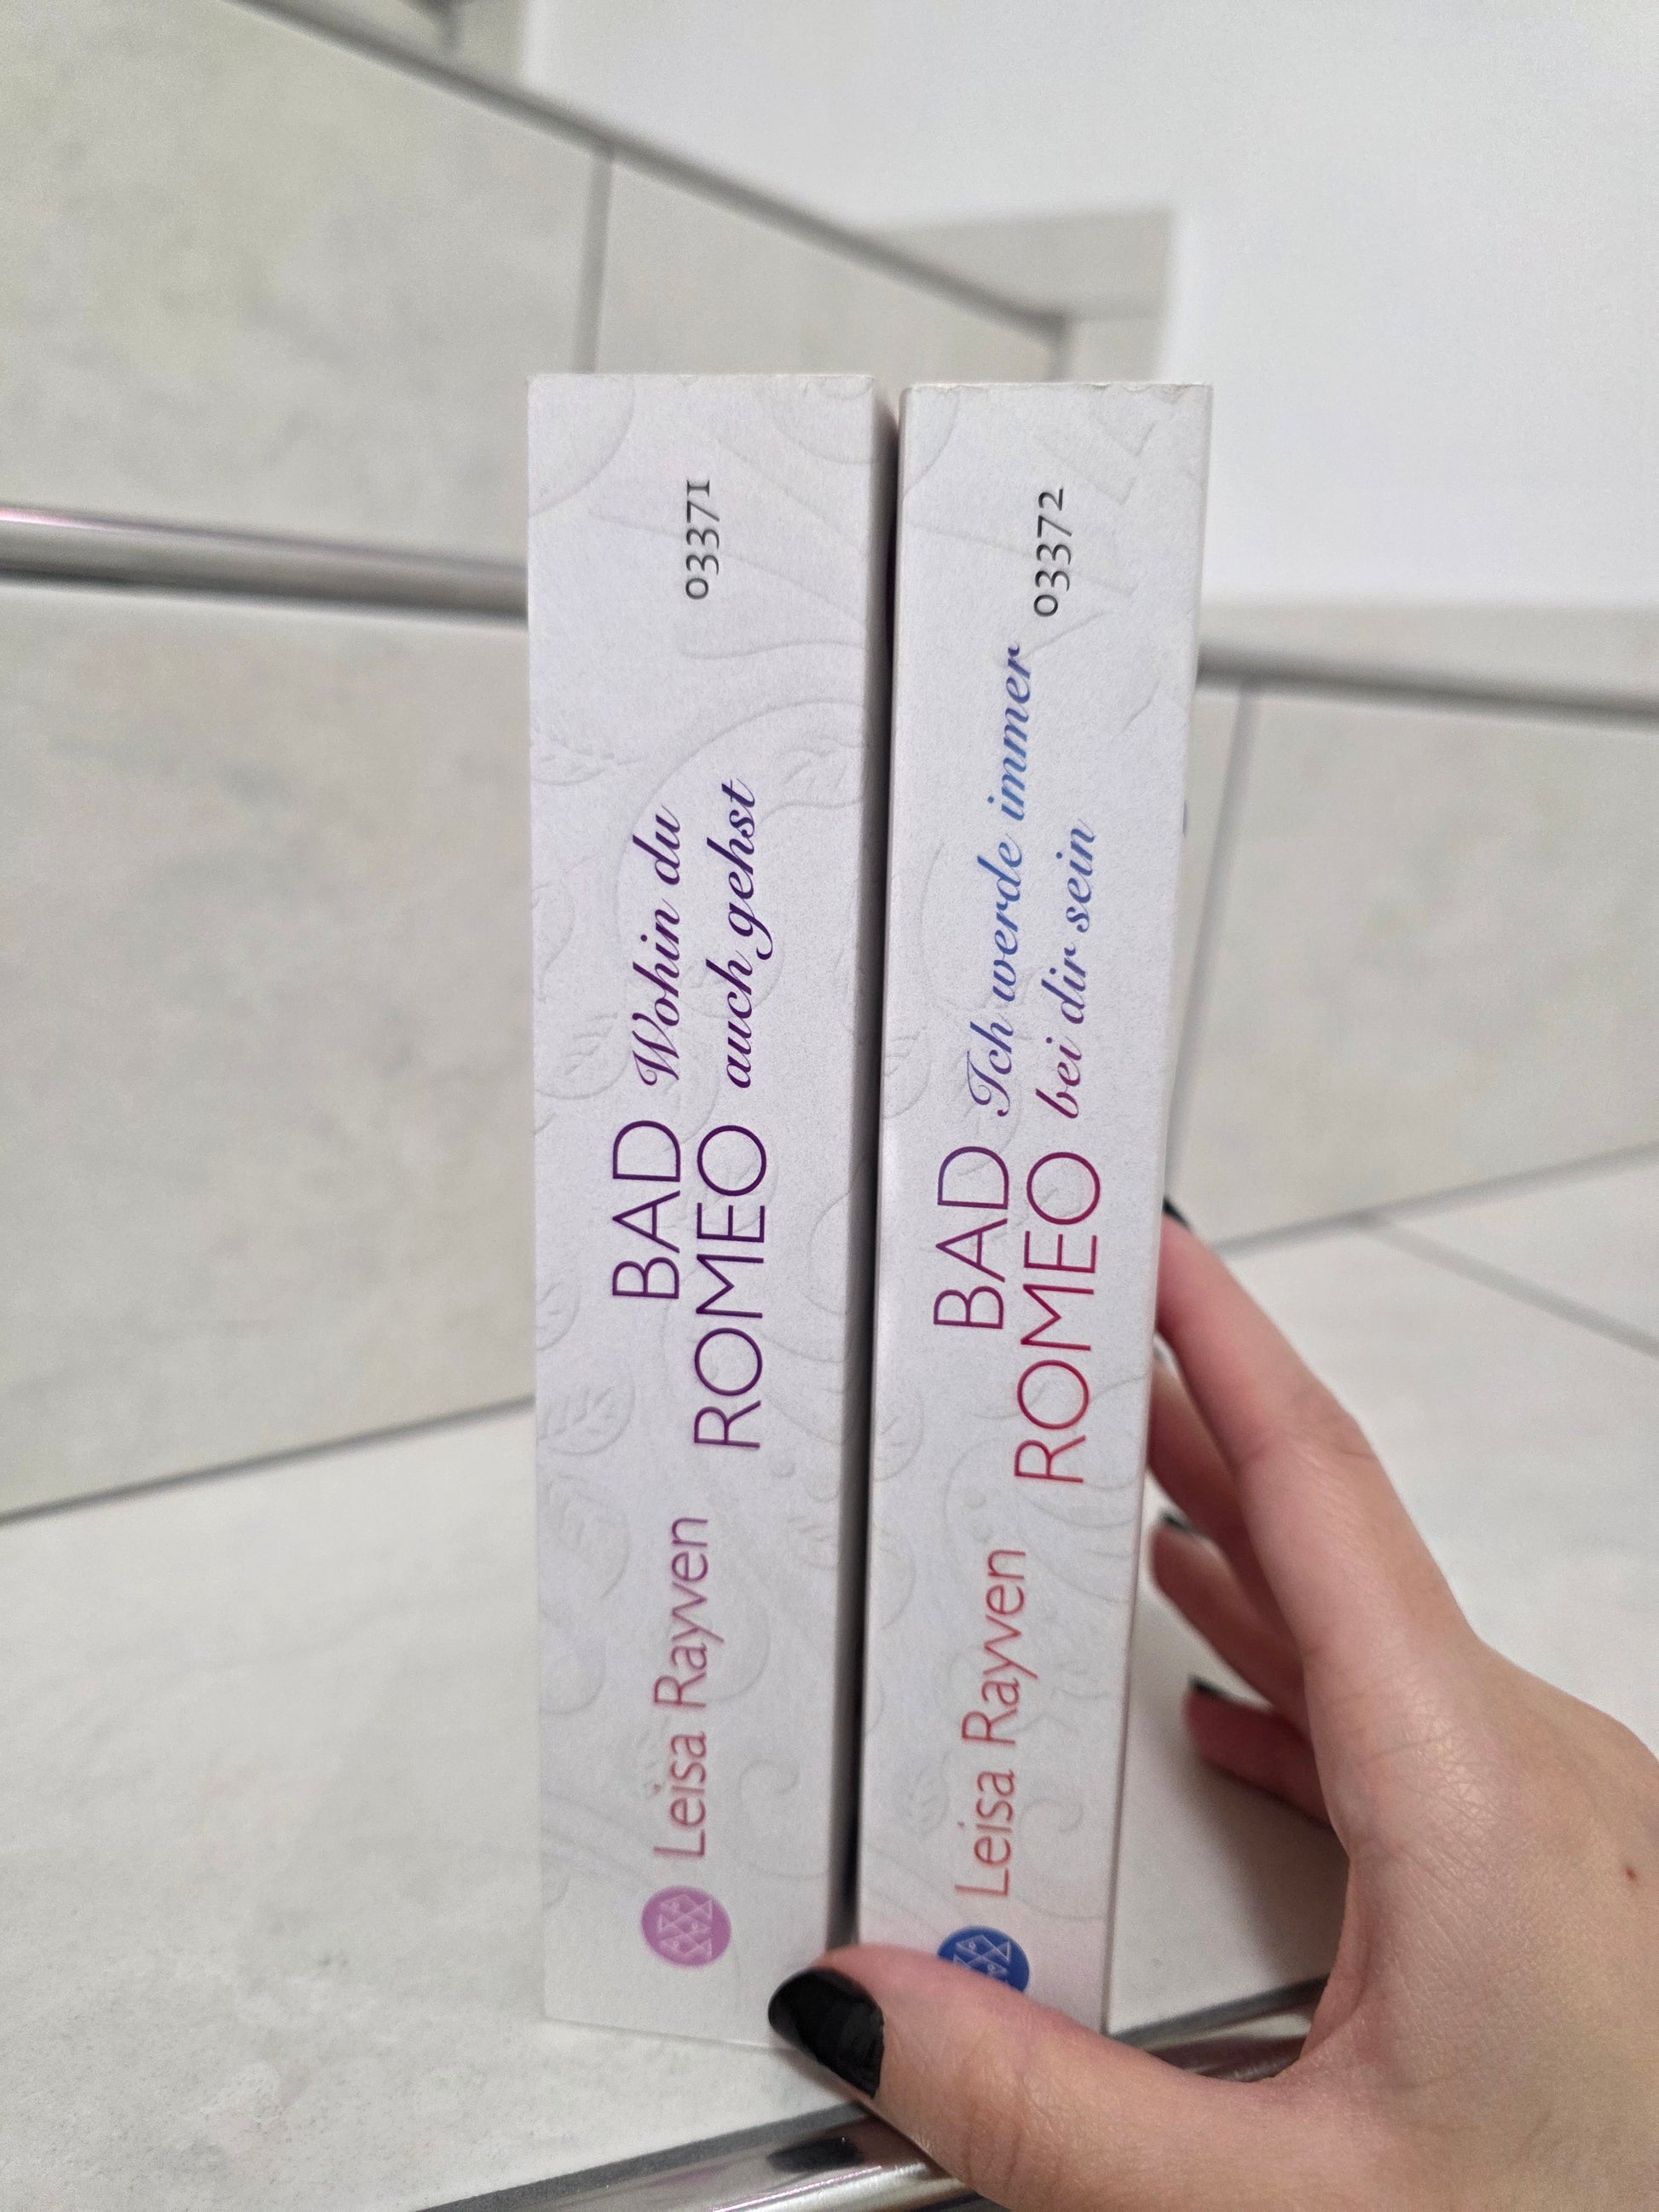 Leisa Rayven
BAD
ROMEO
Wohin du
auch gehst
03371
Leisa Rayven
BAD
ROMEO
Ich werde immer
bei dir sein
03372